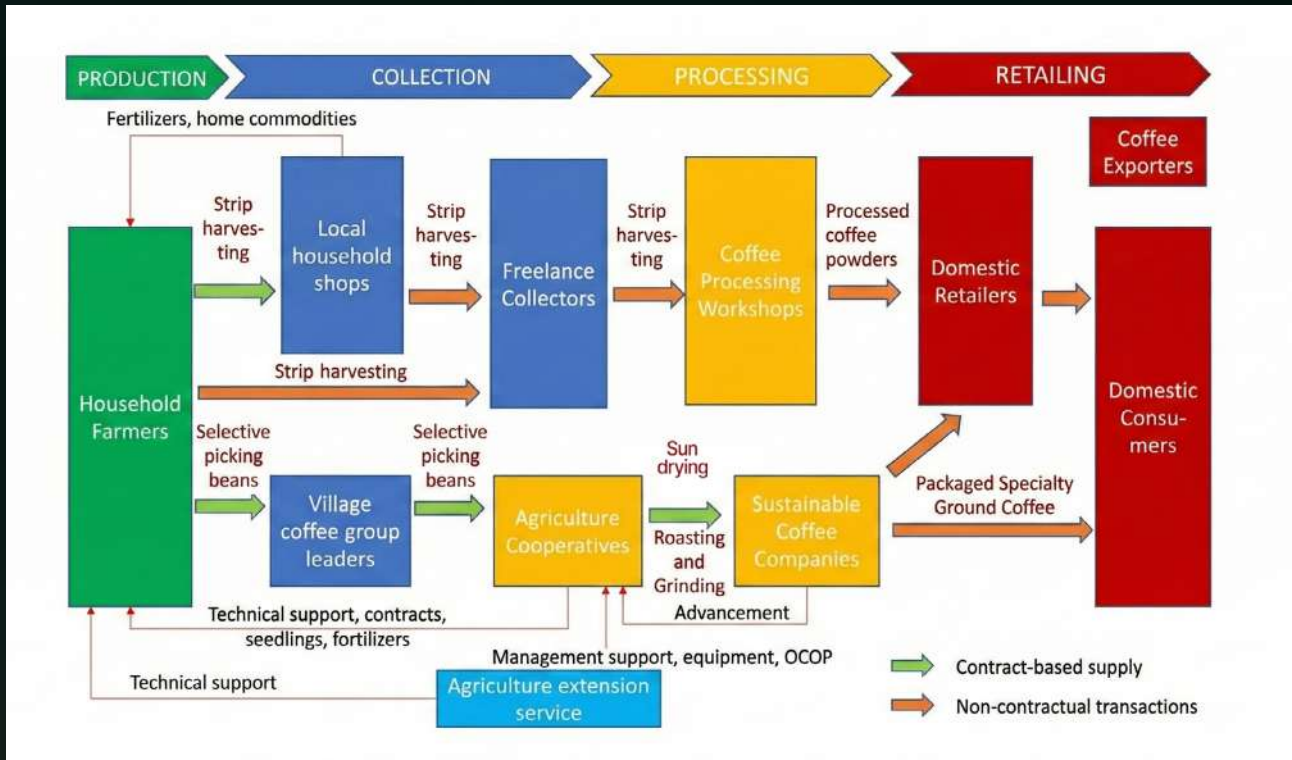 PRODUCTION
COLLECTION
PROCESSING
RETAILING
Fertilizers, home commodities
Coffee
Exporters
Strip
harves-
ting
Local
household
shops
Strip
harves-
ting
Freelance
Collectors
Strip
harves-
ting
Coffee
Processing
Workshops
Processed
coffee
powders
Domestic
Retailers
Strip harvesting
Household
Farmers
Domestic
Consu-
mers
Selective
picking
beans
Village
coffee group
leaders
Selective
picking
beans
Agriculture
Cooperatives
Sun
drying
Roasting
and
Grinding
Sustainable
Coffee
Companies
Packaged Specialty
Ground Coffee
Technical support, contracts,
seedlings, fortilizers
Advancement
Management support, equipment, OCOP
Technical support
Agriculture extension
service
Contract-based supply
Non-contractual transactions